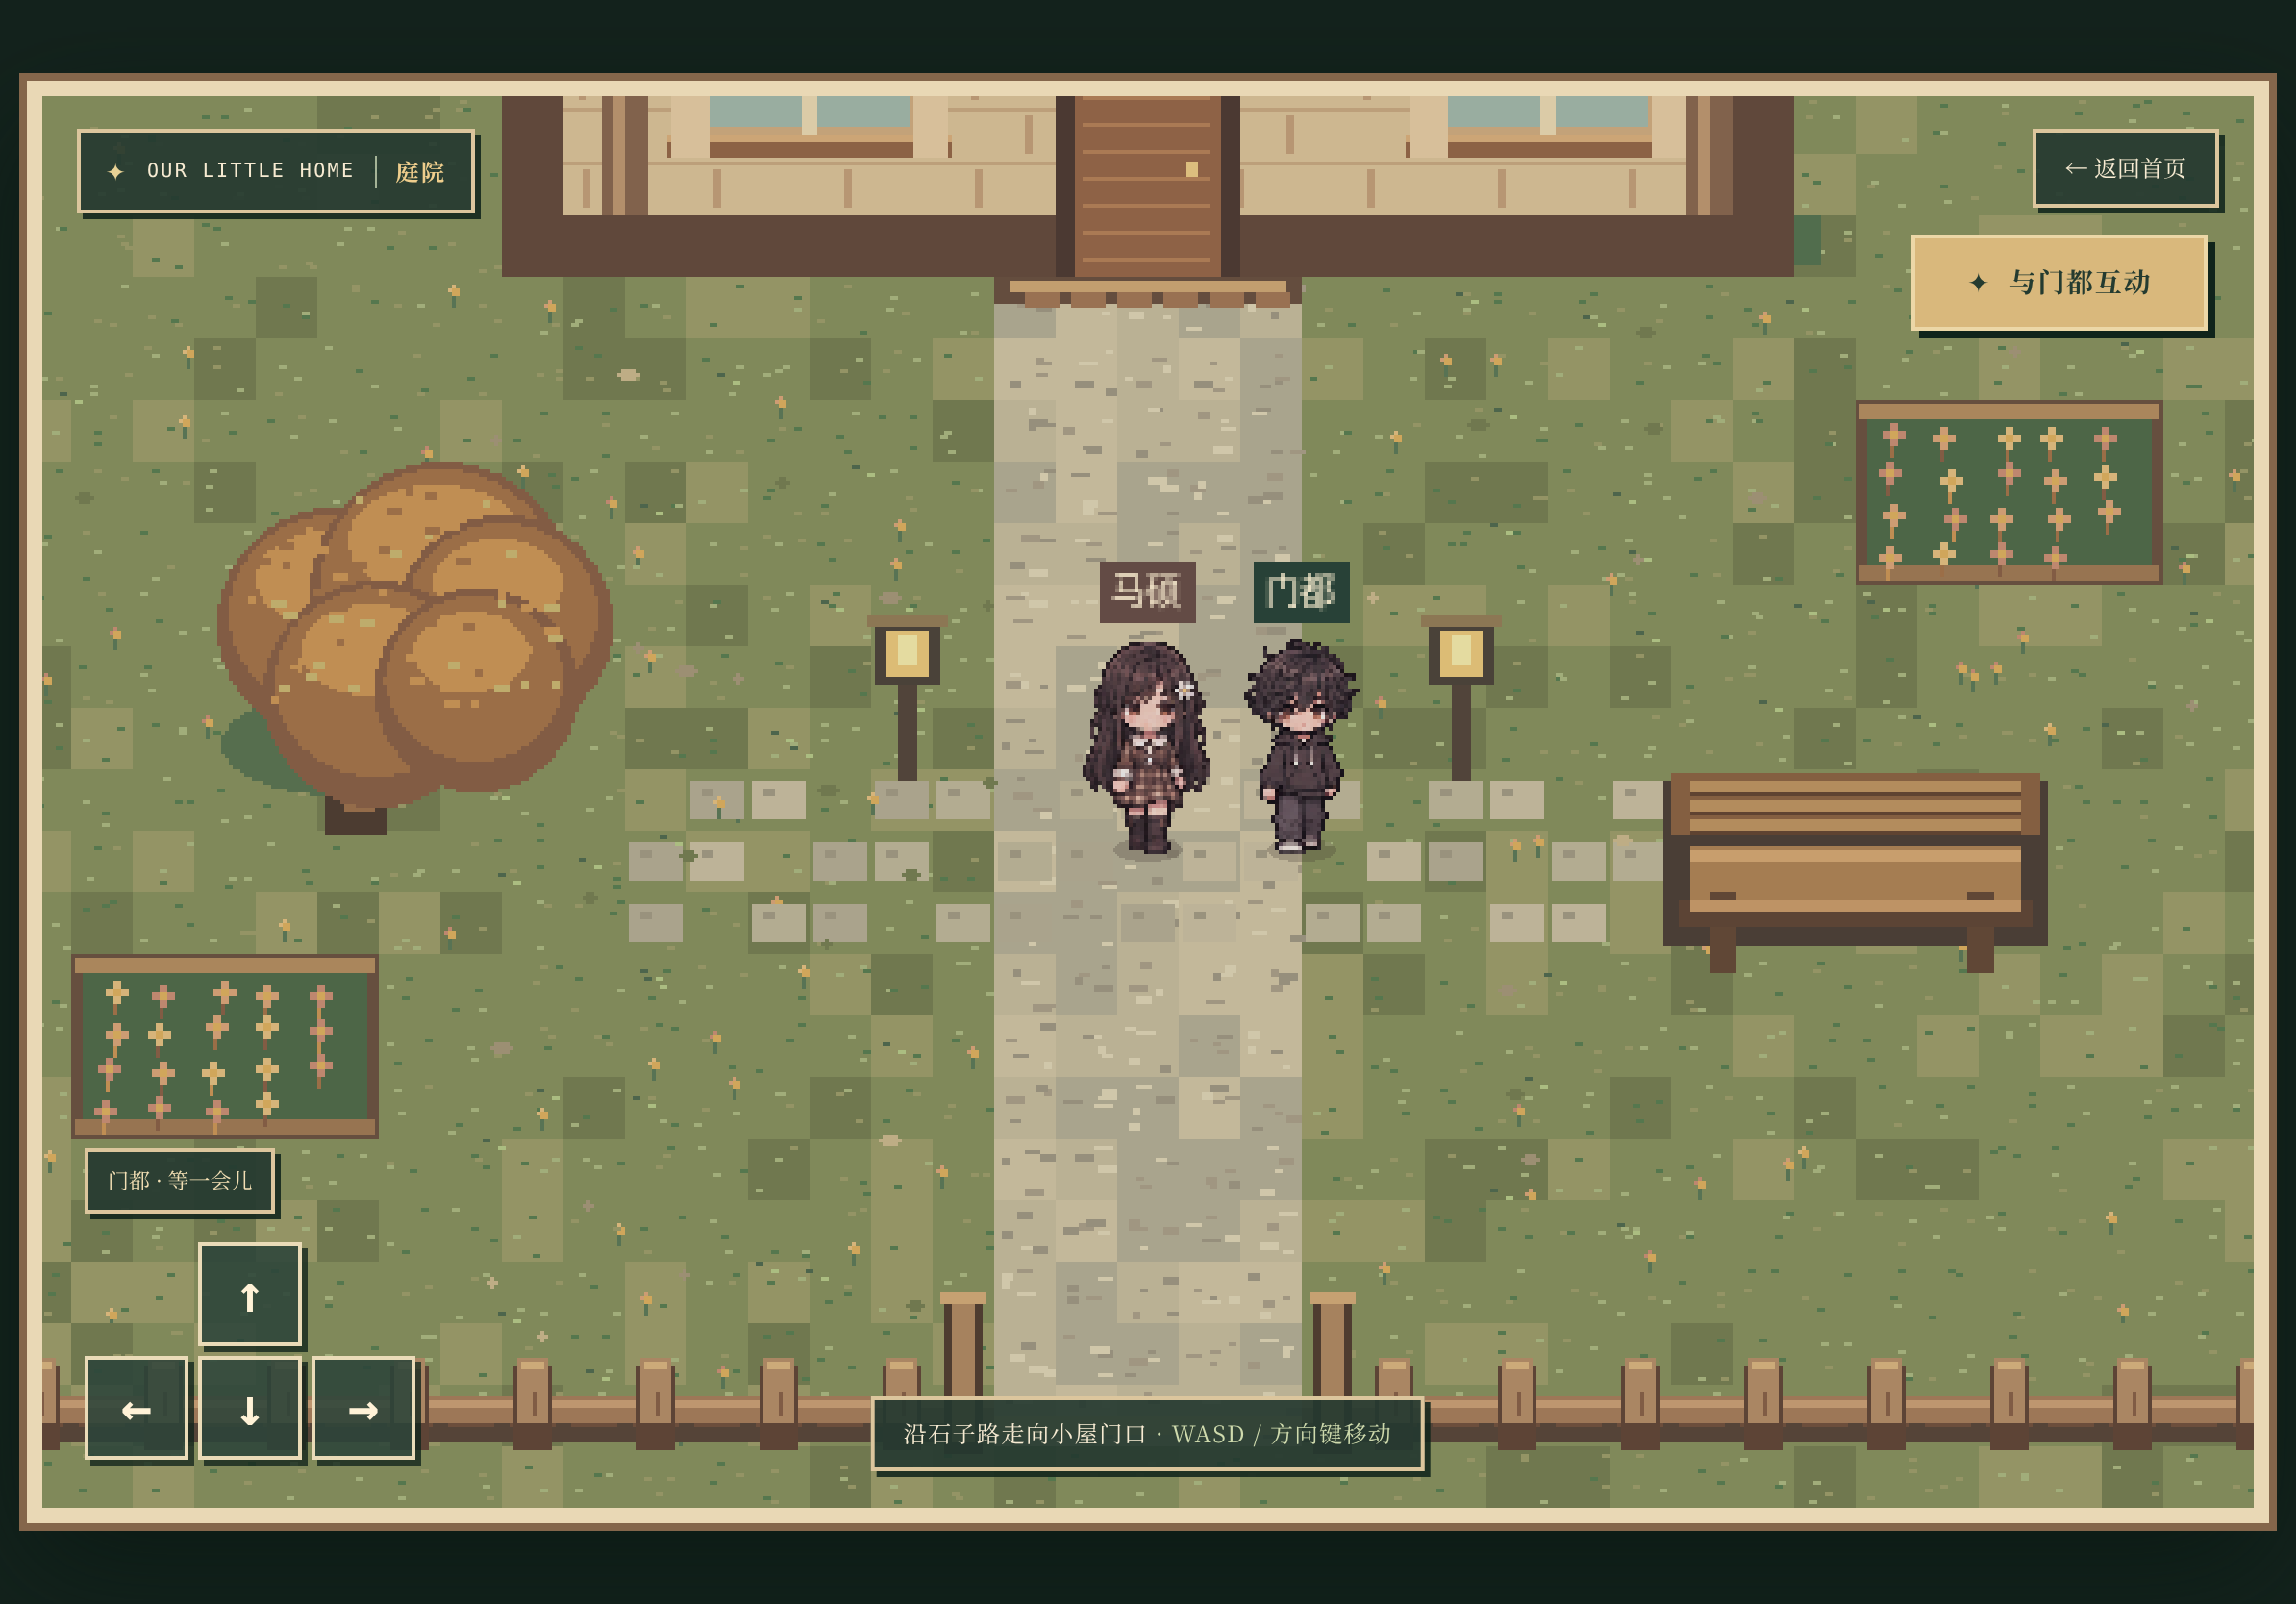 ✦ OUR LITTLE HOME | 庭院
← 返回首页
✦ 与门都互动
马硕
门都
门都 · 等一会儿
↑
← ↓ →
沿石子路走向小屋门口 · WASD / 方向键移动